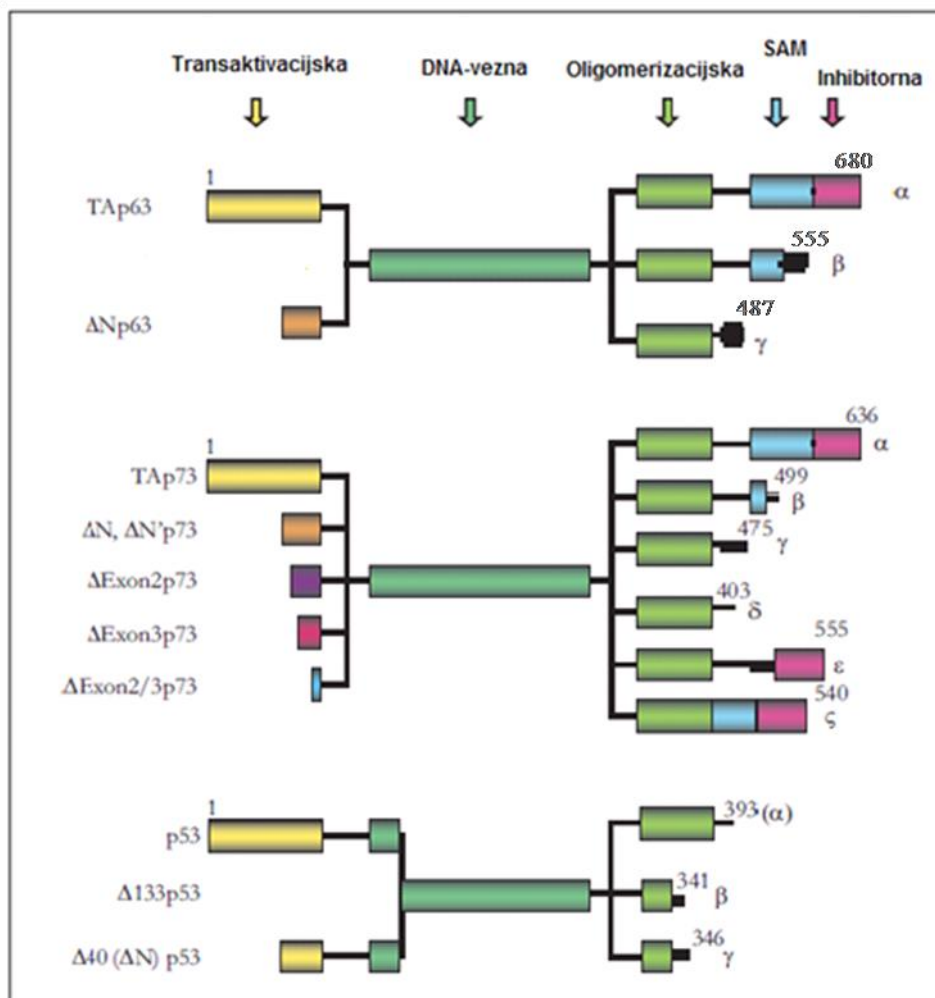 Transaktivacijska DNA-vezna Oligomerizacijska SAM Inhibitorna
1 680
TAp63 α
555
β
ΔNp63 487
γ
1 636
α
TAp73 499
β
ΔN, ΔN'p73 475
γ
ΔExon2p73 403
δ
ΔExon3p73 555
ε
ΔExon2/3p73 540
ς
1 393 (α)
p53
Δ133p53 341
β
Δ40 (ΔN) p53 346
γ